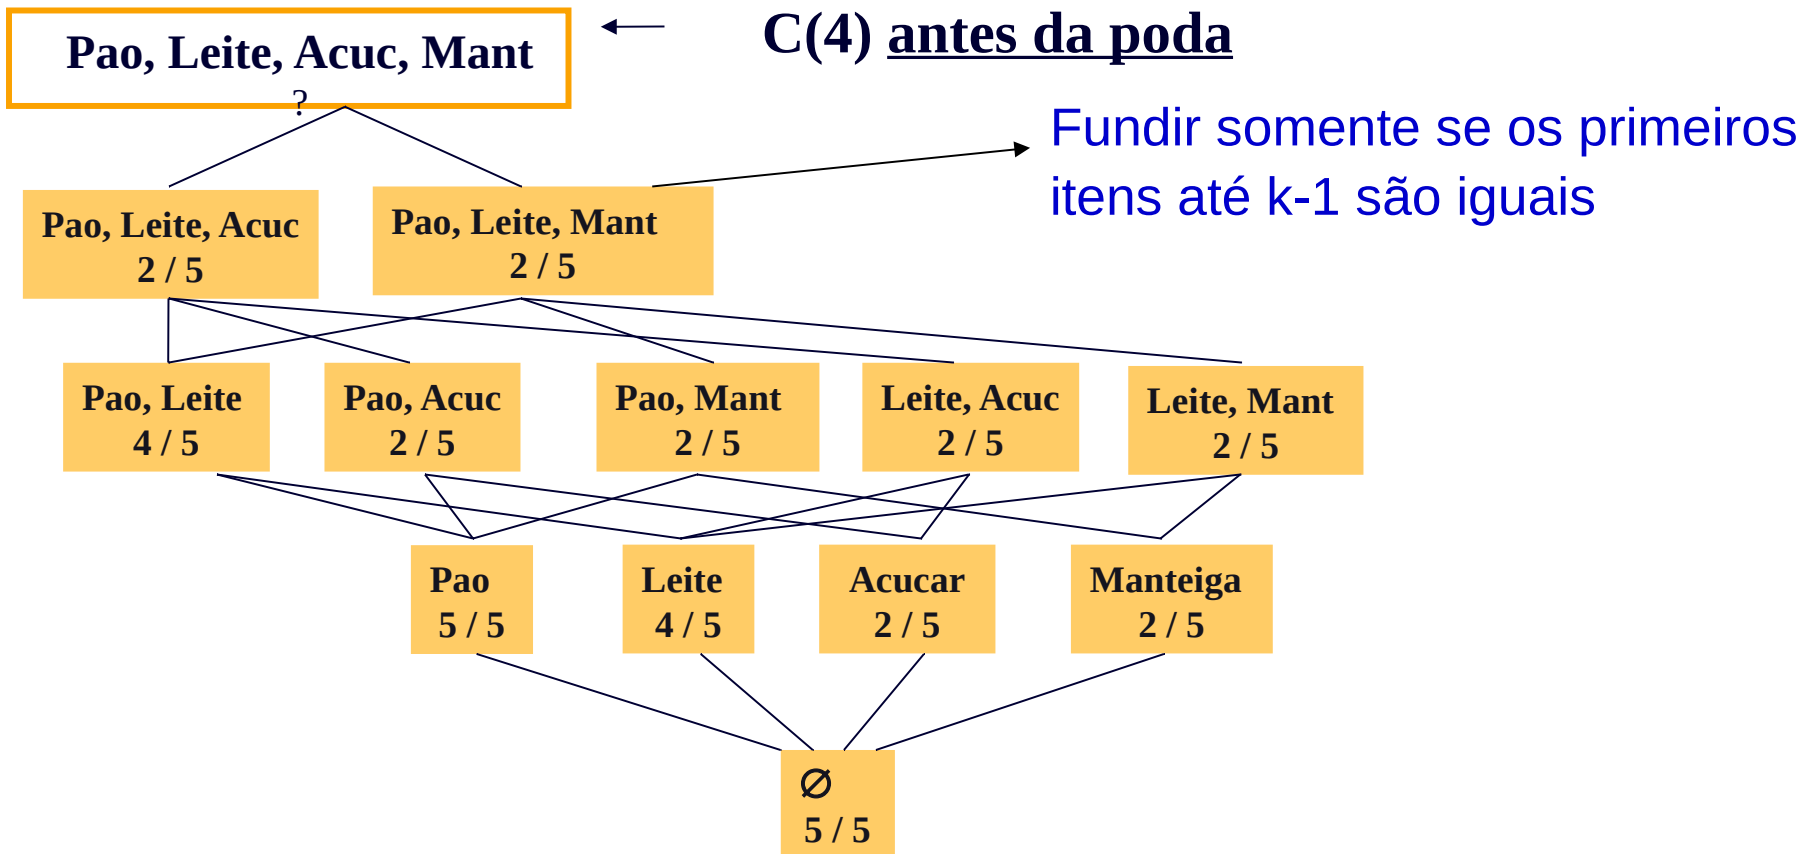 Pao, Leite, Acuc, Mant
?
C(4) antes da poda
Fundir somente se os primeiros
itens até k-1 são iguais
Pao, Leite, Acuc
2 / 5
Pao, Leite, Mant
2 / 5
Pao, Leite
4 / 5
Pao, Acuc
2 / 5
Pao, Mant
2 / 5
Leite, Acuc
2 / 5
Leite, Mant
2 / 5
Pao
5 / 5
Leite
4 / 5
Acucar
2 / 5
Manteiga
2 / 5
∅
5 / 5